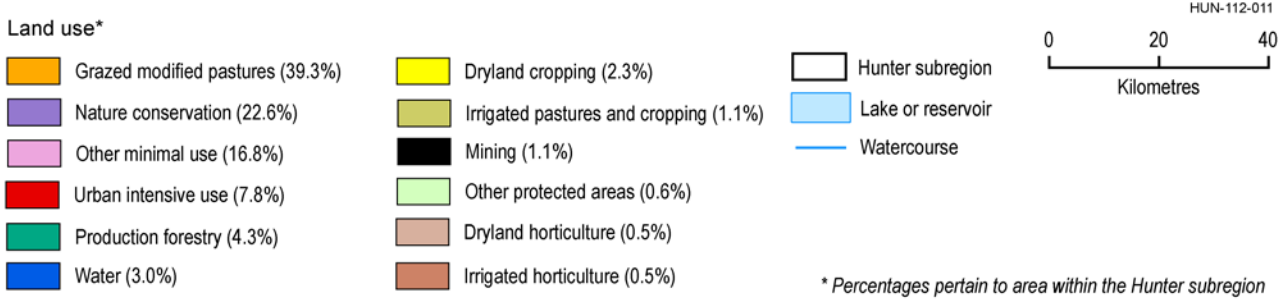 HUN-112-011
Land use*
Grazed modified pastures (39.3%)
Nature conservation (22.6%)
Other minimal use (16.8%)
Urban intensive use (7.8%)
Production forestry (4.3%)
Water (3.0%)
Dryland cropping (2.3%)
Irrigated pastures and cropping (1.1%)
Mining (1.1%)
Other protected areas (0.6%)
Dryland horticulture (0.5%)
Irrigated horticulture (0.5%)
Hunter subregion
Lake or reservoir
Watercourse
0 20 40
Kilometres
* Percentages pertain to area within the Hunter subregion